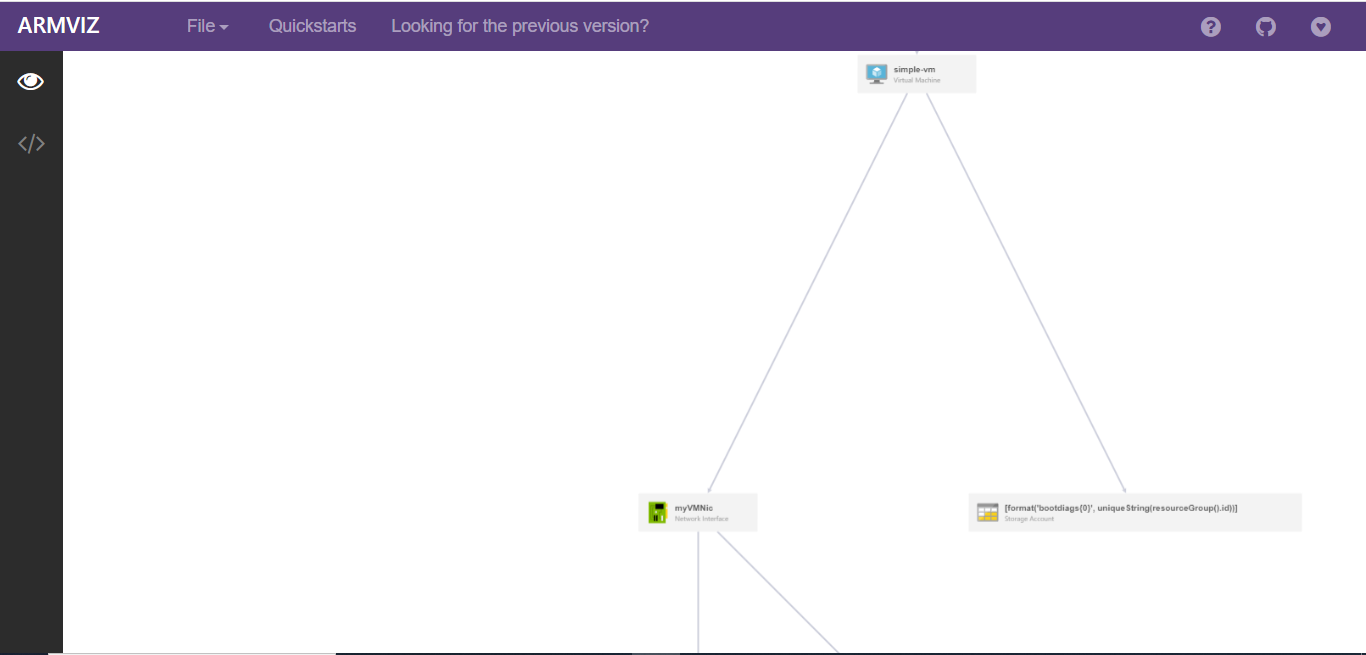 ARMVIZ File Quickstarts Looking for the previous version?
simple-vm
Virtual Machine
myVMNic
Network Interface
[format('bootdiags{0}', uniqueString(resourceGroup().id))]
Storage Account